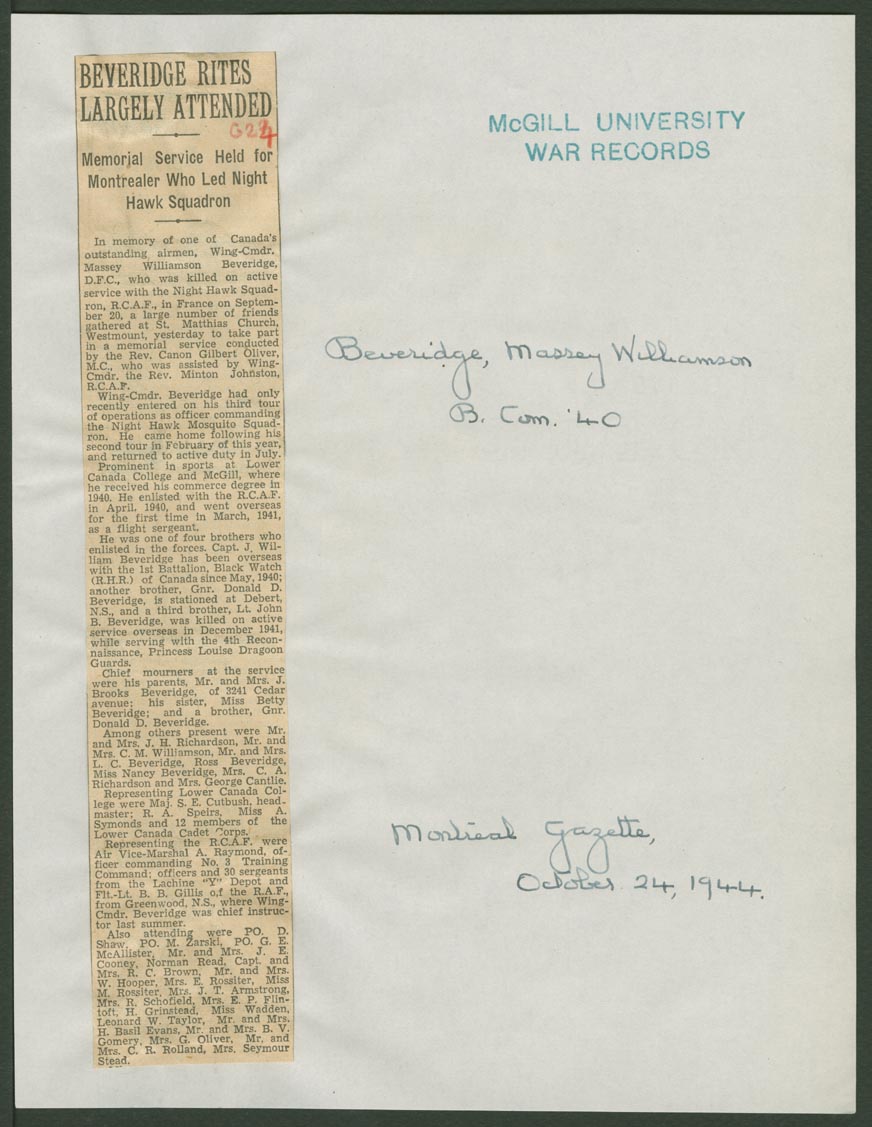 BEVERIDGE RITES
LARGELY ATTENDED
G224
Memorial Service Held for
Montrealer Who Led Night
Hawk Squadron
In memory of one of Canada's
outstanding airmen, Wing-Cmdr.
Massey Williamson Beveridge,
D.F.C., who was killed on active
service with the Night Hawk Squad-
ron, R.C.A.F., in France on Septem-
ber 20, a large number of friends
gathered at St. Matthias Church,
Westmount, yesterday to take part
in a memorial service conducted
by the Rev. Canon Gilbert Oliver,
M.C., who was assisted by Wing-
Cmdr. the Rev. Minton Johnston,
R.C.A.F.
Wing-Cmdr. Beveridge had only
recently entered on his third tour
of operations as officer commanding
the Night Hawk Mosquito Squad-
ron. He came home following his
second tour in February of this year,
and returned to active duty in July.
Prominent in sports at Lower
Canada College and McGill, where
he received his commerce degree in
1940. He enlisted with the R.C.A.F.
in April, 1940, and went overseas
for the first time in March, 1941,
as a flight sergeant.
He was one of four brothers who
enlisted in the forces. Capt. J. Wil-
liam Beveridge has been overseas
with the 1st Battalion, Black Watch
(R.H.R.) of Canada since May, 1940;
another brother, Gnr. Donald D.
Beveridge, is stationed at Debert,
N.S., and a third brother, Lt. John
B. Beveridge, was killed on active
service overseas in December 1941,
while serving with the 4th Recon-
naissance, Princess Louise Dragoon
Guards.
Chief mourners at the service
were his parents, Mr. and Mrs. J.
Brooks Beveridge, of 3241 Cedar
avenue; his sister, Miss Betty
Beveridge; and a brother, Gnr.
Donald D. Beveridge.
Among others present were Mr.
and Mrs. J. H. Richardson, Mr. and
Mrs. C. M. Williamson, Mr. and Mrs.
L. C. Beveridge, Ross Beveridge,
Miss Nancy Beveridge, Mrs. C. A.
Richardson and Mrs. George Cantlie.
Representing Lower Canada Col-
lege were Maj. S. E. Cutbush, head-
master; R. A. Speirs, Miss A.
Symonds and 12 members of the
Lower Canada Cadet Corps.
Representing the R.C.A.F. were
Air Vice-Marshal A. Raymond, of-
ficer commanding No. 3 Training
Command; officers and 30 sergeants
from the Lachine "Y" Depot and
Flt.-Lt. B. B. Gillis o.f the R.A.F.,
from Greenwood, N.S., where Wing-
Cmdr. Beveridge was chief instruc-
tor last summer.
Also attending were PO. D.
Shaw, PO. M. Zarski, PO. G. E.
McAllister, Mr. and Mrs. J. E.
Cooney, Norman Read, Capt. and
Mrs. R. C. Brown, Mr. and Mrs.
W. Hooper, Mrs. E. Rossiter, Miss
M. Rossiter, Mrs. J. T. Armstrong,
Mrs. R. Schofield, Mrs. E. P. Flin-
toft, H. Grinstead, Miss Wadden,
Leonard W. Taylor, Mr. and Mrs.
H. Basil Evans, Mr. and Mrs. B. V.
Gomery, Mrs. G. Oliver, Mr. and
Mrs. C. R. Rolland, Mrs. Seymour
Stead.
McGILL UNIVERSITY
WAR RECORDS
Beveridge, Massey Williamson
B. Com. '40
Montreal Gazette,
October 24, 1944.